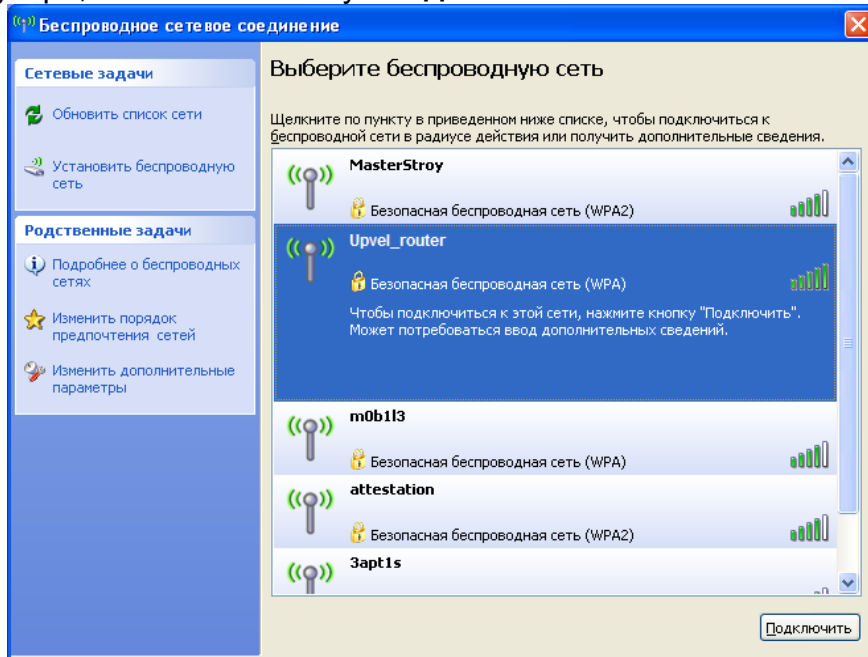 Беспроводное сетевое соединение
Сетевые задачи
Обновить список сети
Установить беспроводную
сеть
Родственные задачи
Подробнее о беспроводных
сетях
Изменить порядок
предпочтения сетей
Изменить дополнительные
параметры
Выберите беспроводную сеть
Щелкните по пункту в приведенном ниже списке, чтобы подключиться к
беспроводной сети в радиусе действия или получить дополнительные сведения.
MasterStroy
Безопасная беспроводная сеть (WPA2)
Upvel_router
Безопасная беспроводная сеть (WPA)
Чтобы подключиться к этой сети, нажмите кнопку "Подключить".
Может потребоваться ввод дополнительных сведений.
m0b1l3
Безопасная беспроводная сеть (WPA)
attestation
Безопасная беспроводная сеть (WPA2)
3apt1s
Подключить